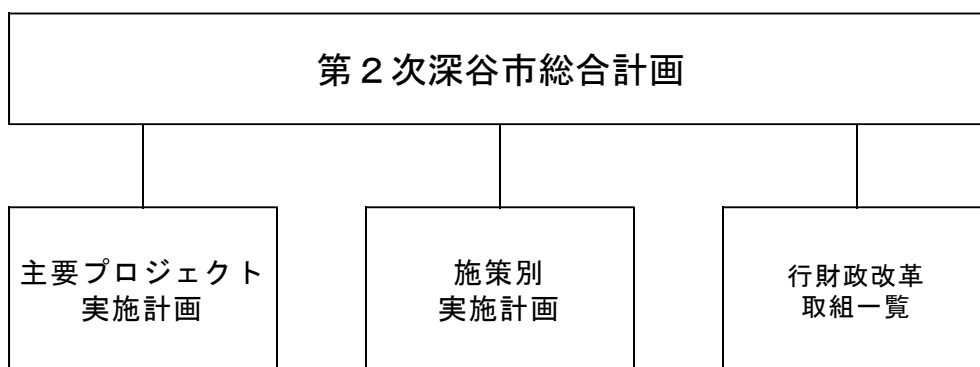 第２次深谷市総合計画
主要プロジェクト
実施計画
施策別
実施計画
行財政改革
取組一覧